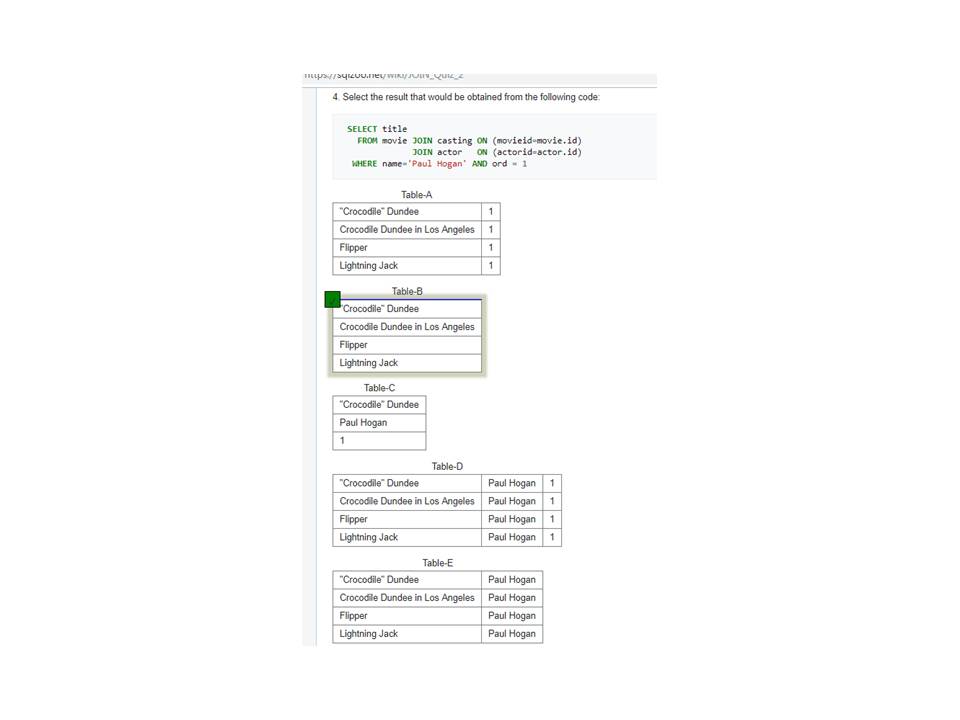 https://sqlzoo.net/wiki/JOIN_Quiz_2
4. Select the result that would be obtained from the following code:
SELECT title
FROM movie JOIN casting ON (movieid=movie.id)
JOIN actor ON (actorid=actor.id)
WHERE name='Paul Hogan' AND ord = 1
Table-A
"Crocodile" Dundee 1
Crocodile Dundee in Los Angeles 1
Flipper 1
Lightning Jack 1
Table-B
"Crocodile" Dundee
Crocodile Dundee in Los Angeles
Flipper
Lightning Jack
Table-C
"Crocodile" Dundee
Paul Hogan
1
Table-D
"Crocodile" Dundee Paul Hogan 1
Crocodile Dundee in Los Angeles Paul Hogan 1
Flipper Paul Hogan 1
Lightning Jack Paul Hogan 1
Table-E
"Crocodile" Dundee Paul Hogan
Crocodile Dundee in Los Angeles Paul Hogan
Flipper Paul Hogan
Lightning Jack Paul Hogan